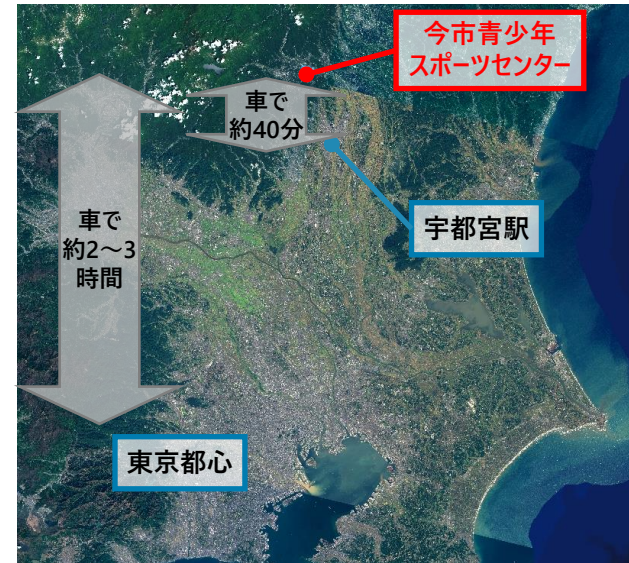 今市青少年
スポーツセンター
車で
約40分
宇都宮駅
車で
約2～3
時間
東京都心